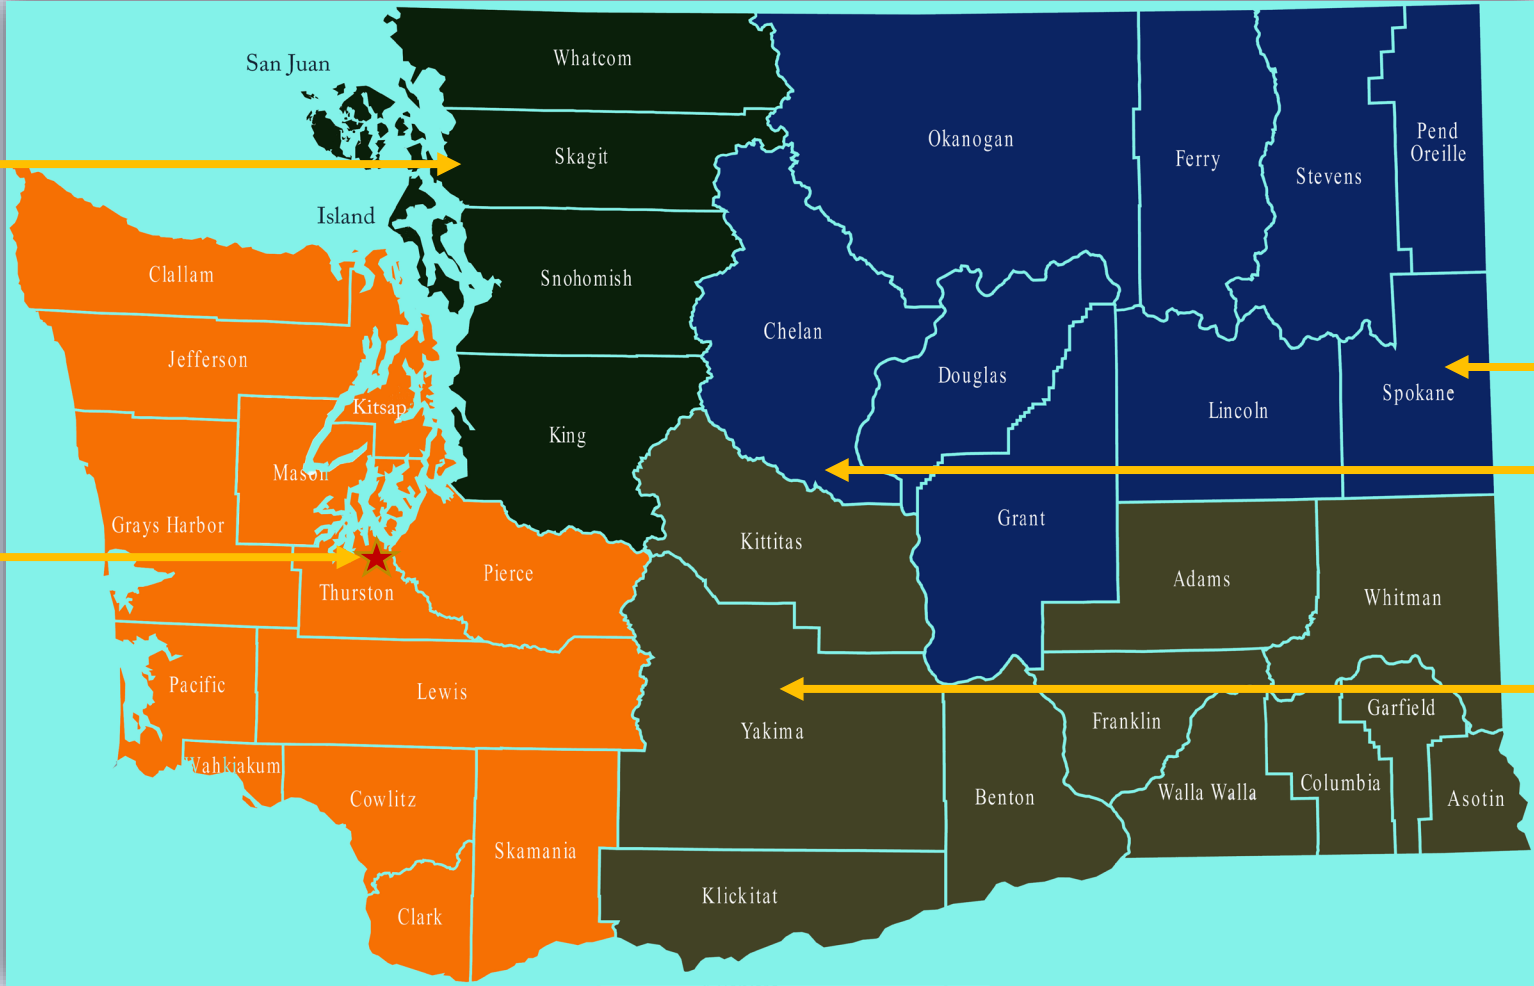 San Juan
Whatcom
Okanogan
Ferry
Stevens
Pend
Oreille
Skagit
Island
Clallam
Snohomish
Chelan
Jefferson
Douglas
Kitsap
Lincoln
Spokane
King
Mason
Grays Harbor
Grant
Kittitas
Pierce
Thurston
Adams
Whitman
Pacific
Lewis
Yakima
Franklin
Garfield
Wahkiakum
Cowlitz
Benton
Walla Walla
Columbia
Asotin
Skamania
Klickitat
Clark